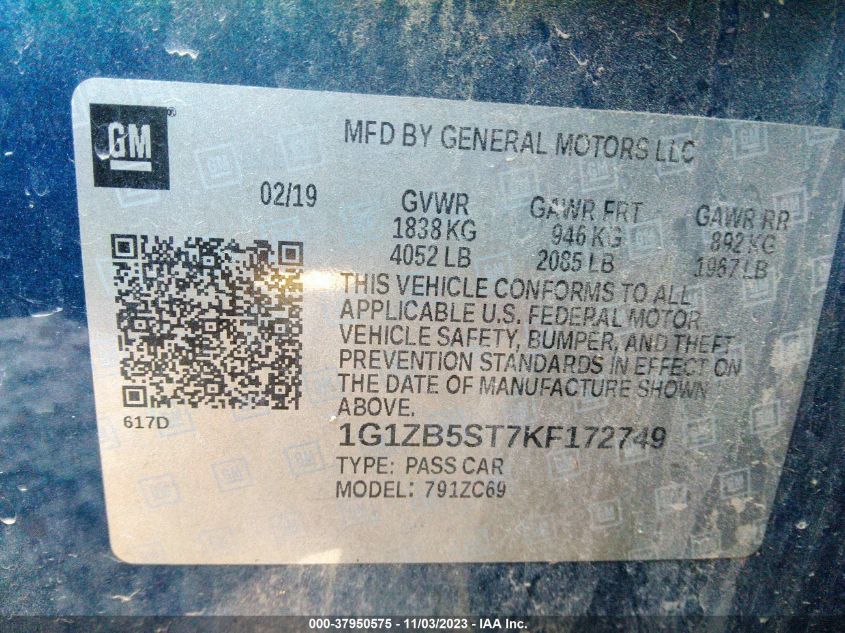 GM ®
MFD BY GENERAL MOTORS LLC
02/19
GVWR GAWR FRT GAWR RR
1838 KG 946 KG 892 KG
4052 LB 2085 LB 1967 LB
THIS VEHICLE CONFORMS TO ALL
APPLICABLE U.S. FEDERAL MOTOR
VEHICLE SAFETY, BUMPER, AND THEFT
PREVENTION STANDARDS IN EFFECT ON
THE DATE OF MANUFACTURE SHOWN
ABOVE.
617D
1G1ZB5ST7KF172749
TYPE: PASS CAR
MODEL: 791ZC69
000-37950575 - 11/03/2023 - IAA Inc.